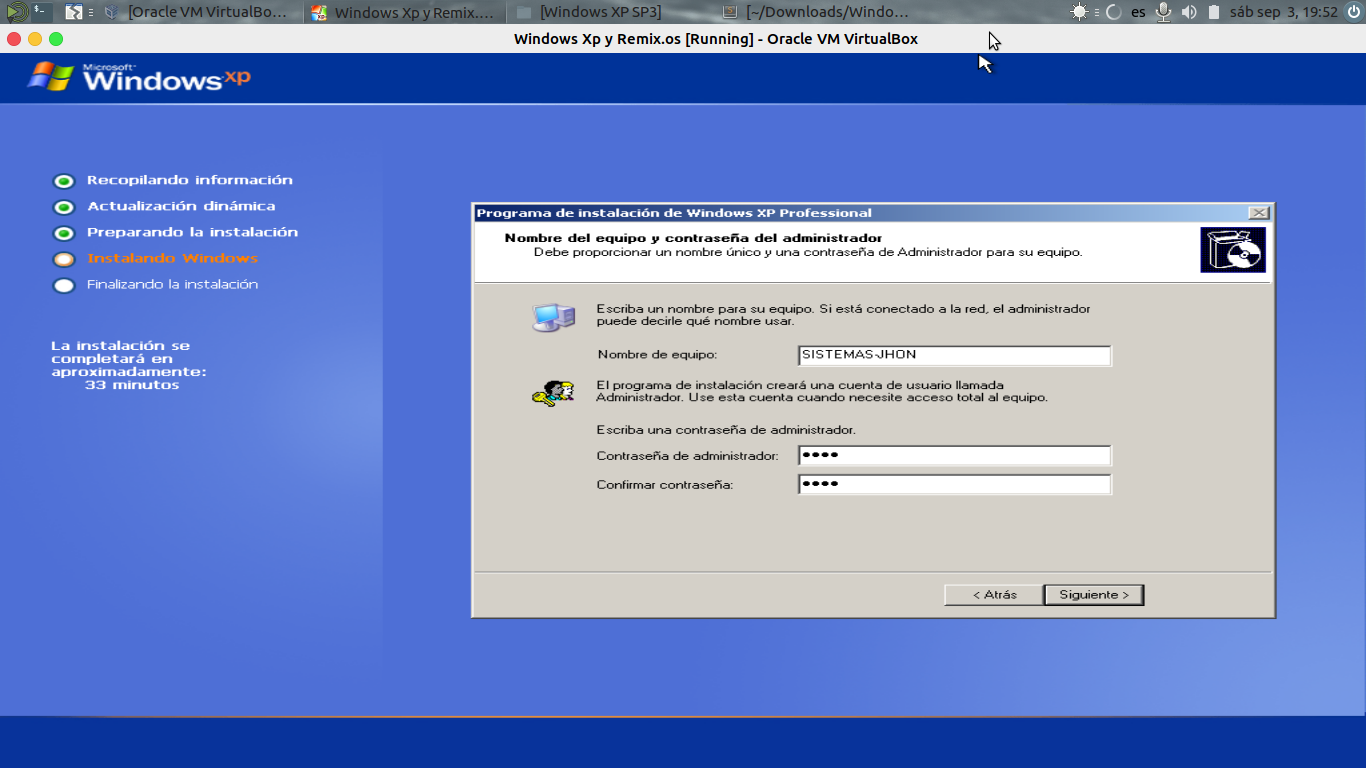 [Oracle VM VirtualBo...
Windows Xp y Remix....
[Windows XP SP3]
[~/Downloads/Windo...
es
sáb sep 3, 19:52
Windows Xp y Remix.os [Running] - Oracle VM VirtualBox
Microsoft
Windows xp
Recopilando información
Actualización dinámica
Preparando la instalación
Instalando Windows
Finalizando la instalación
La instalación se
completará en
aproximadamente:
33 minutos
Programa de instalación de Windows XP Professional
Nombre del equipo y contraseña del administrador
Debe proporcionar un nombre único y una contraseña de Administrador para su equipo.
Escriba un nombre para su equipo. Si está conectado a la red, el administrador
puede decirle qué nombre usar.
Nombre de equipo: SISTEMAS-JHON
El programa de instalación creará una cuenta de usuario llamada
Administrador. Use esta cuenta cuando necesite acceso total al equipo.
Escriba una contraseña de administrador.
Contraseña de administrador: ●●●●
Confirmar contraseña: ●●●●
< Atrás
Siguiente >